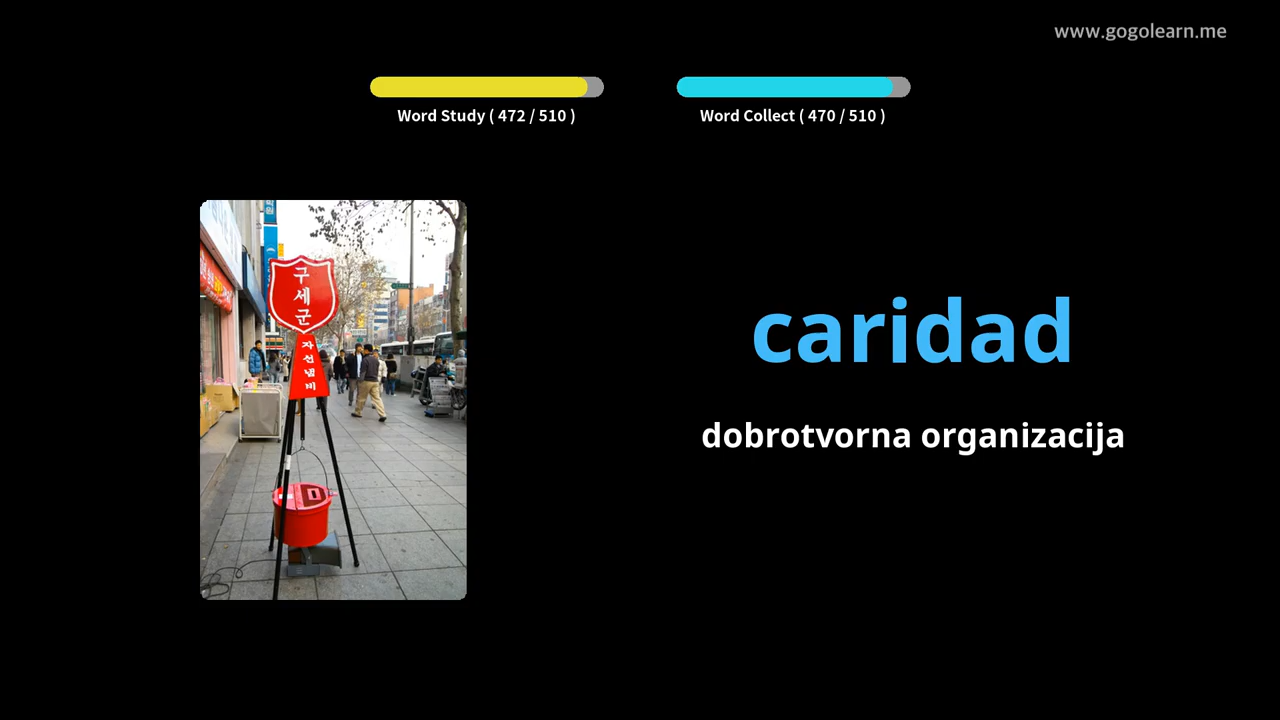 www.gogolearn.me
Word Study ( 472 / 510 )
Word Collect ( 470 / 510 )
구
세
군
자
선
냄
비
caridad
dobrotvorna organizacija